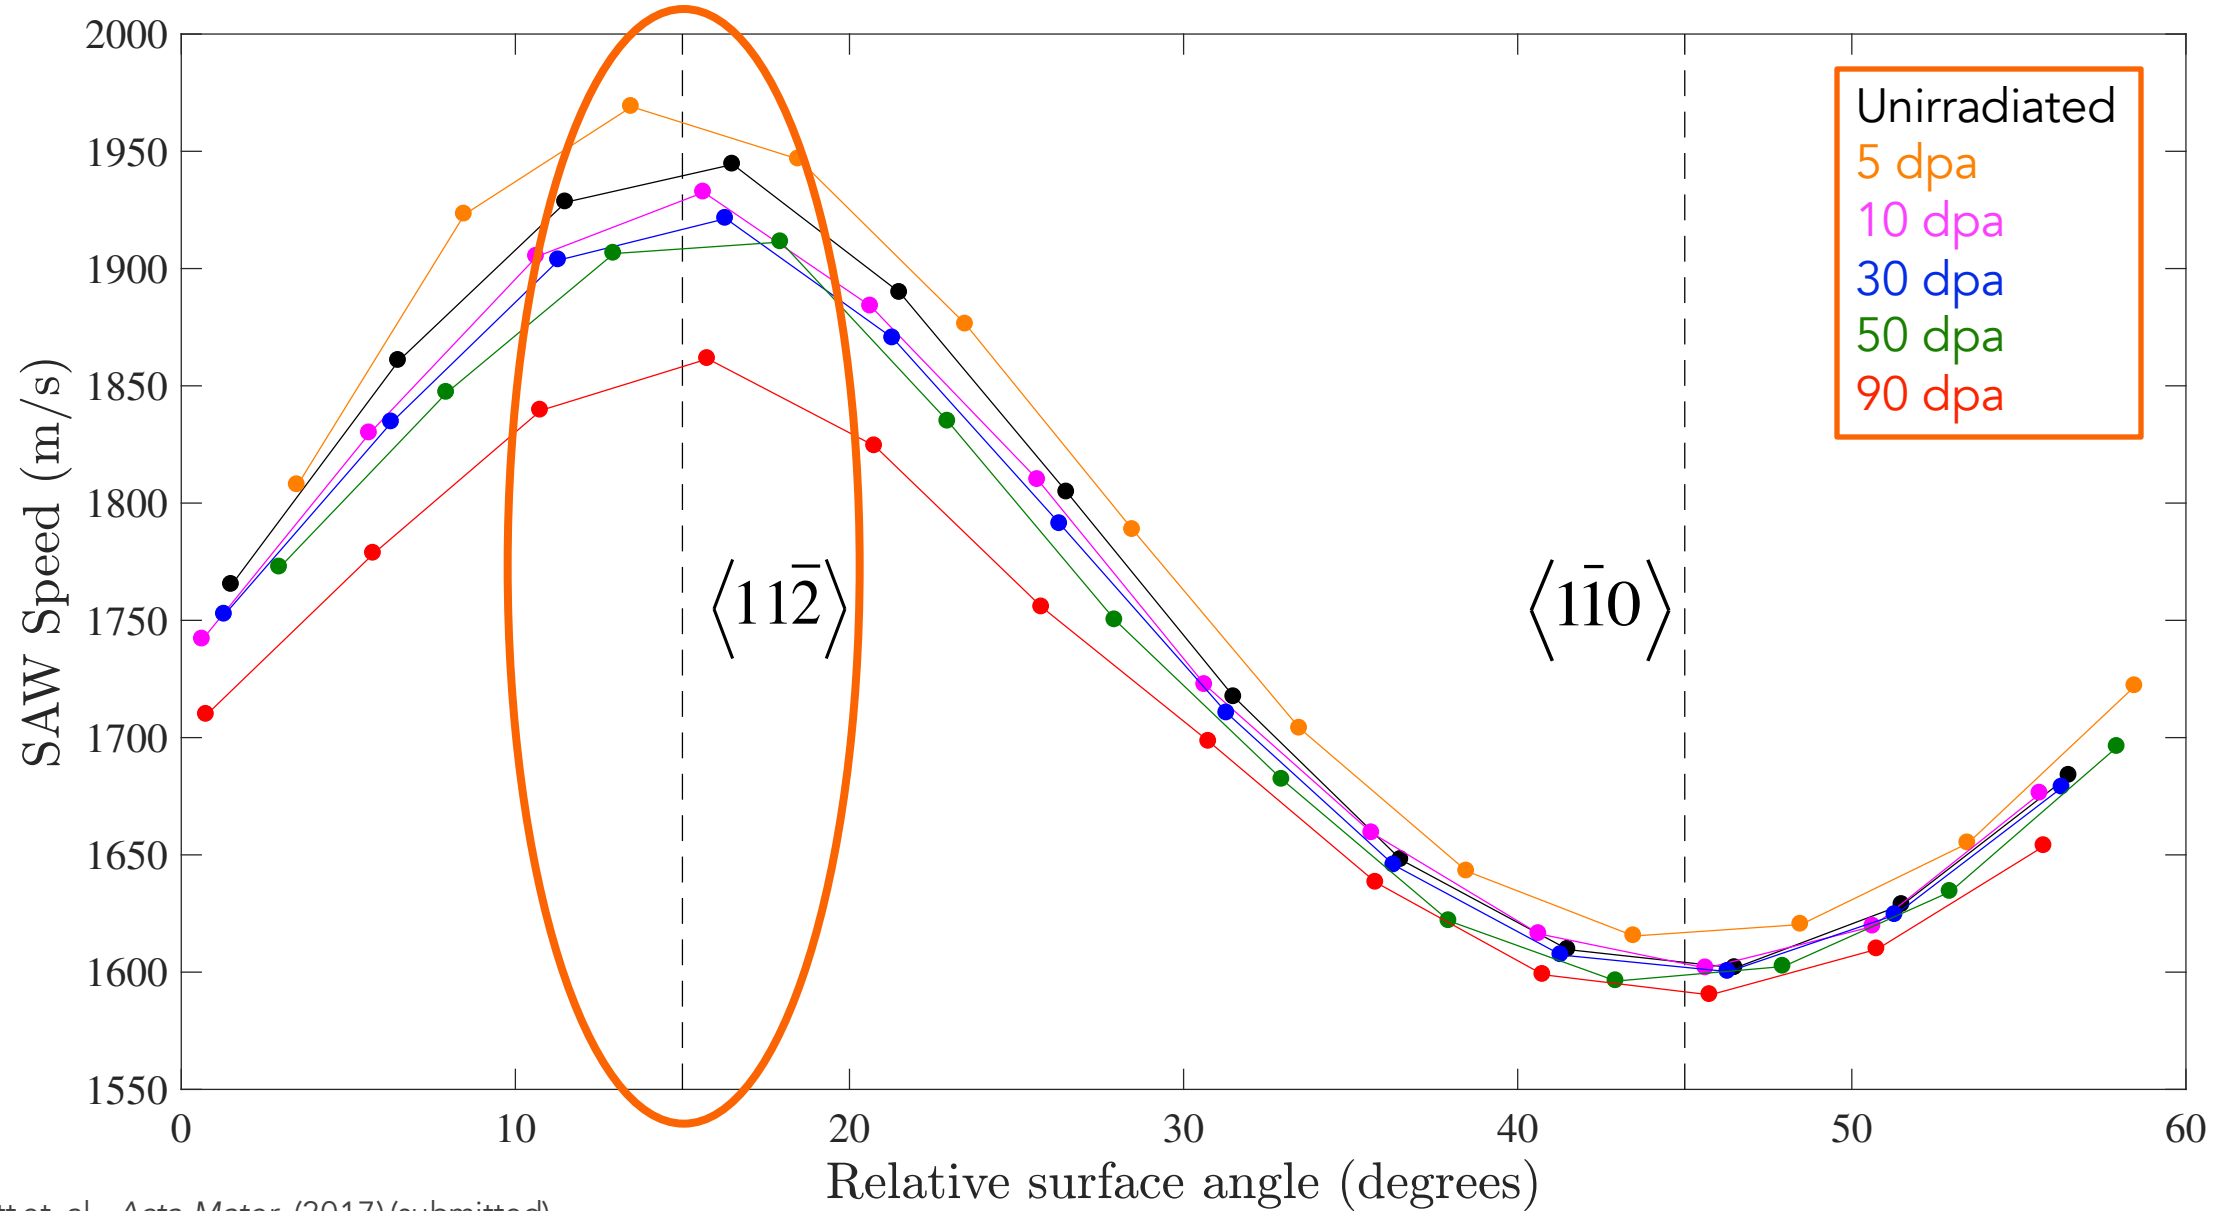 2000
1950
1900
1850
1800
1750
1700
1650
1600
1550
SAW Speed (m/s)
0 10 20 30 40 50 60
Relative surface angle (degrees)
⟨112̅⟩
⟨11̅0⟩
Unirradiated
5 dpa
10 dpa
30 dpa
50 dpa
90 dpa
et. al., Acta Mater. (2017) (submitted)